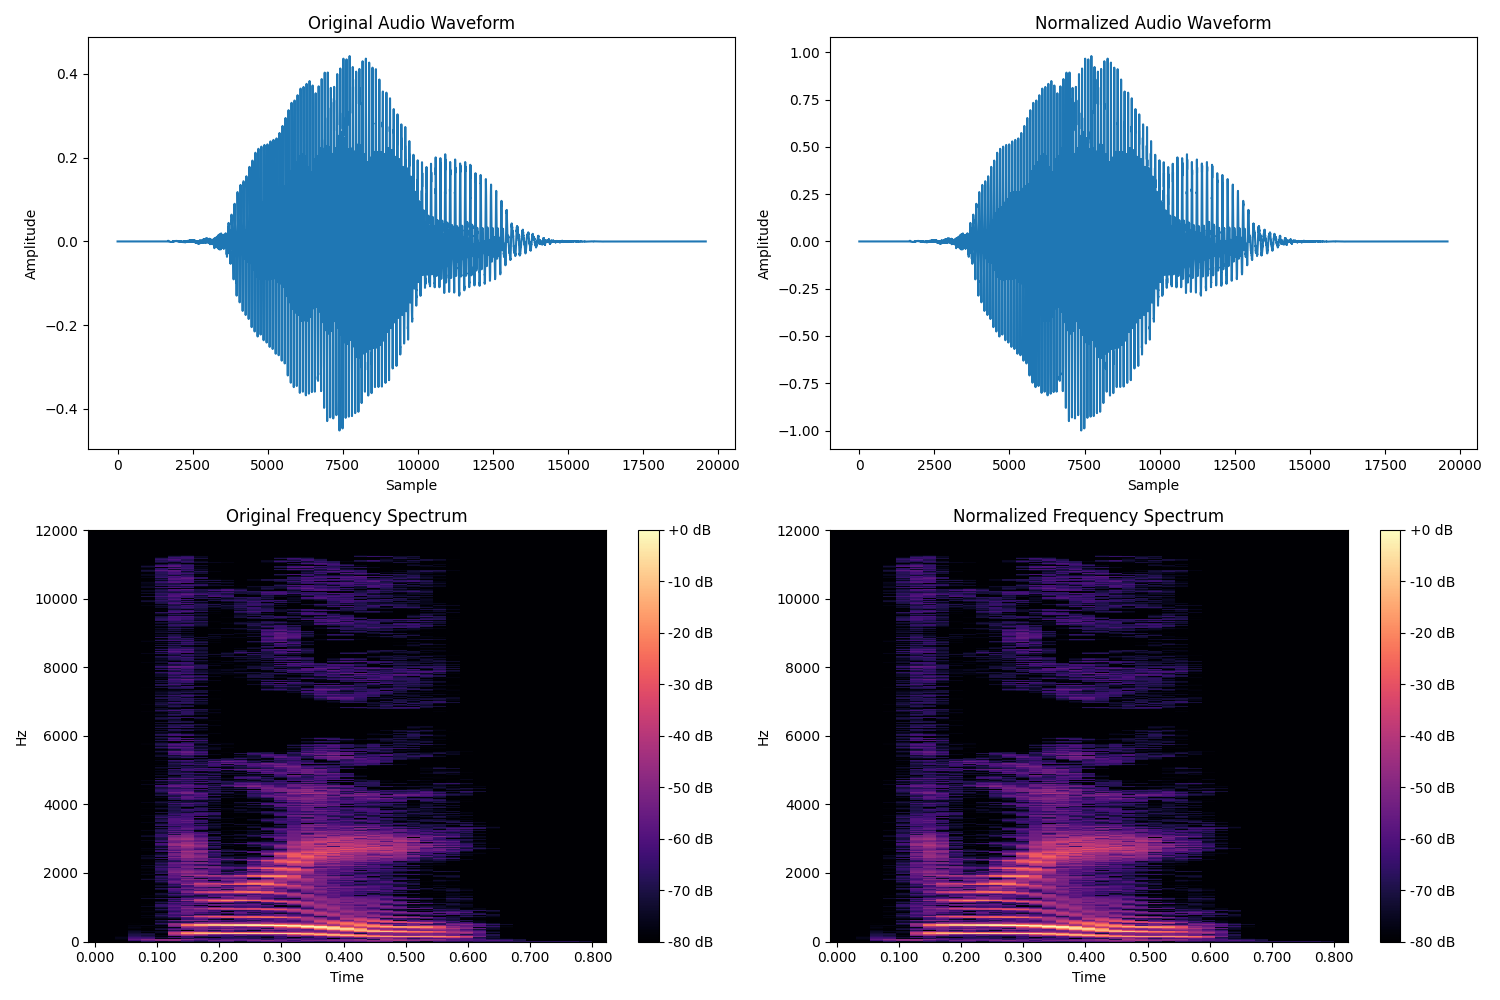 Original Audio Waveform
Amplitude
0.4
0.2
0.0
−0.2
−0.4
0 2500 5000 7500 10000 12500 15000 17500 20000
Sample
Normalized Audio Waveform
Amplitude
1.00
0.75
0.50
0.25
0.00
−0.25
−0.50
−0.75
−1.00
0 2500 5000 7500 10000 12500 15000 17500 20000
Sample
Original Frequency Spectrum
Hz
12000
10000
8000
6000
4000
2000
0
0.000 0.100 0.200 0.300 0.400 0.500 0.600 0.700 0.800
Time
+0 dB
-10 dB
-20 dB
-30 dB
-40 dB
-50 dB
-60 dB
-70 dB
-80 dB
Normalized Frequency Spectrum
Hz
12000
10000
8000
6000
4000
2000
0
0.000 0.100 0.200 0.300 0.400 0.500 0.600 0.700 0.800
Time
+0 dB
-10 dB
-20 dB
-30 dB
-40 dB
-50 dB
-60 dB
-70 dB
-80 dB